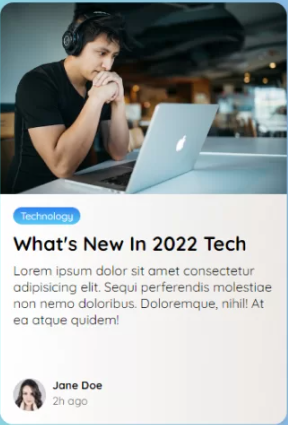 Technology
What's New In 2022 Tech
Lorem ipsum dolor sit amet consectetur
adipisicing elit. Sequi perferendis molestiae
non nemo doloribus. Doloremque, nihil! At
ea atque quidem!
Jane Doe
2h ago